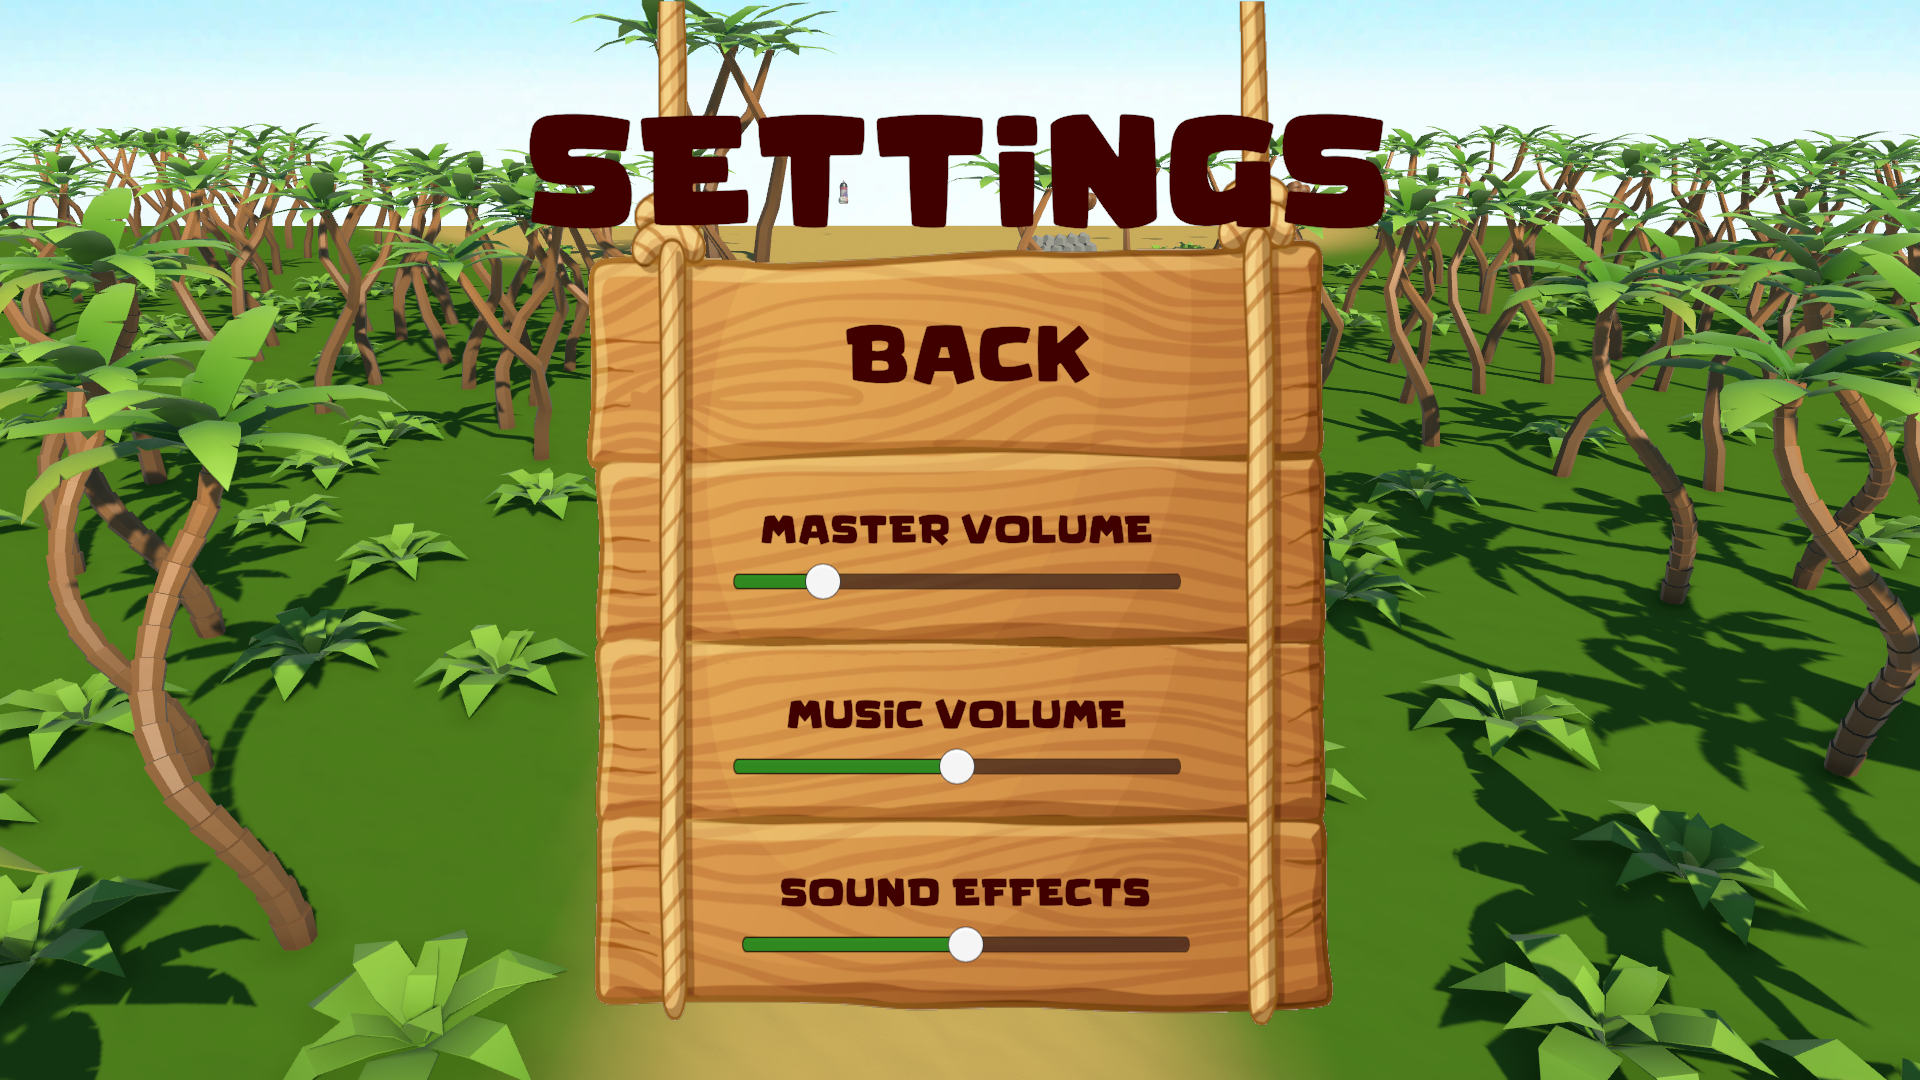 SETTiNGS
BACK
MASTER VOLUME
MUSiC VOLUME
SOUND EFFECTS